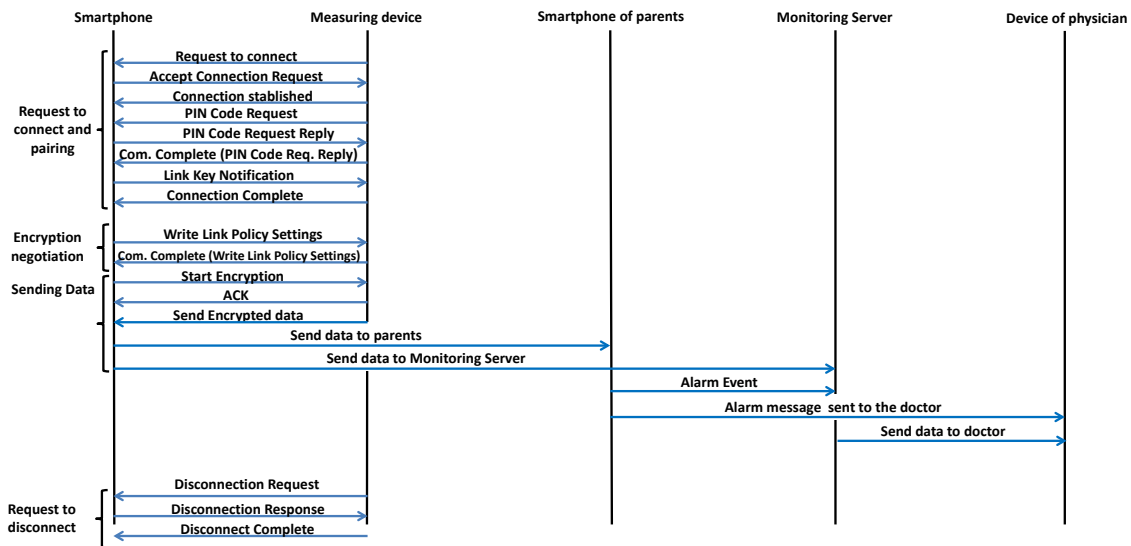 Smartphone
Measuring device
Smartphone of parents
Monitoring Server
Device of physician
Request to connect
Accept Connection Request
Connection stablished
PIN Code Request
PIN Code Request Reply
Com. Complete (PIN Code Req. Reply)
Link Key Notification
Connection Complete
Request to
connect and
pairing
Write Link Policy Settings
Com. Complete (Write Link Policy Settings)
Encryption
negotiation
Start Encryption
ACK
Send Encrypted data
Sending Data
Send data to parents
Send data to Monitoring Server
Alarm Event
Alarm message sent to the doctor
Send data to doctor
Disconnection Request
Disconnection Response
Disconnect Complete
Request to
disconnect